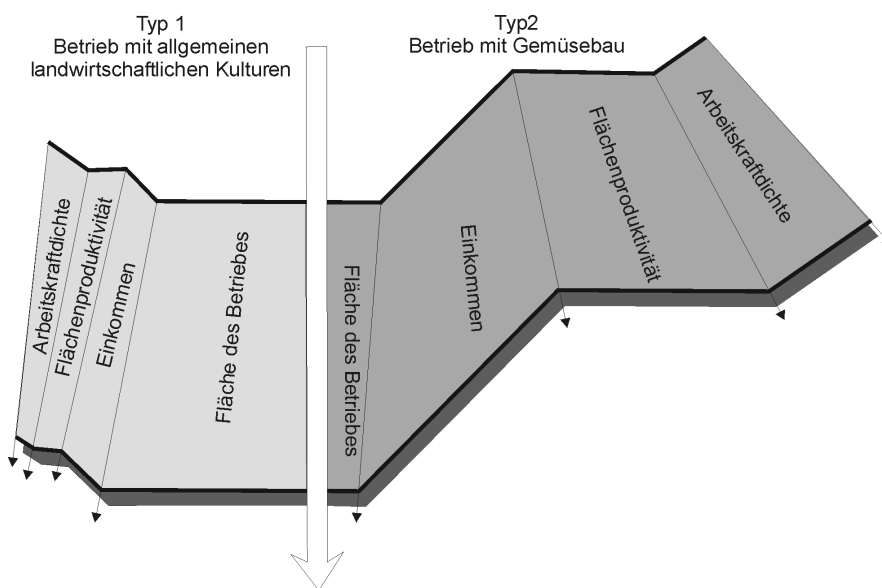 Typ 1
Betrieb mit allgemeinen
landwirtschaftlichen Kulturen
Typ2
Betrieb mit Gemüsebau
Arbeitskraftdichte
Flächenproduktivität
Einkommen
Fläche des Betriebes
Fläche des Betriebes
Einkommen
Flächenproduktivität
Arbeitskraftdichte